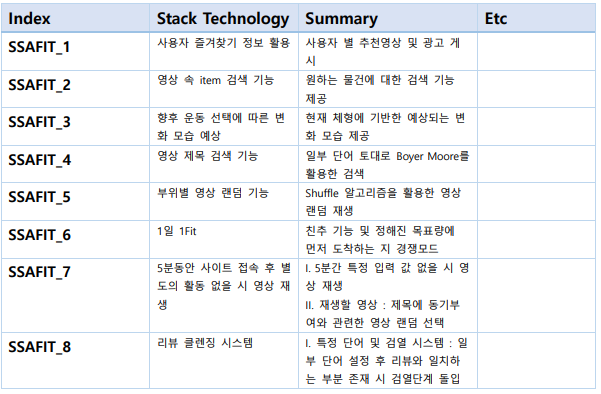 Index Stack Technology Summary Etc
SSAFIT_1 사용자 즐겨찾기 정보 활용 사용자 별 추천영상 및 광고 게
시
SSAFIT_2 영상 속 item 검색 기능 원하는 물건에 대한 검색 기능
제공
SSAFIT_3 향후 운동 선택에 따른 변 현재 체형에 기반한 예상되는 변
화 모습 예상 화 모습 제공
SSAFIT_4 영상 제목 검색 기능 일부 단어 토대로 Boyer Moore를
활용한 검색
SSAFIT_5 부위별 영상 랜덤 기능 Shuffle 알고리즘을 활용한 영상
랜덤 재생
SSAFIT_6 1일 1Fit 친추 기능 및 정해진 목표량에
먼저 도착하는 지 경쟁모드
SSAFIT_7 5분동안 사이트 접속 후 별 I. 5분간 특정 입력 값 없을 시 영
도의 활동 없을 시 영상 재 상 재생
생 II. 재생할 영상 : 제목에 동기부
여와 관련한 영상 랜덤 선택
SSAFIT_8 리뷰 클렌징 시스템 I. 특정 단어 및 검열 시스템 : 일
부 단어 설정 후 리뷰와 일치하
는 부분 존재 시 검열단계 돌입